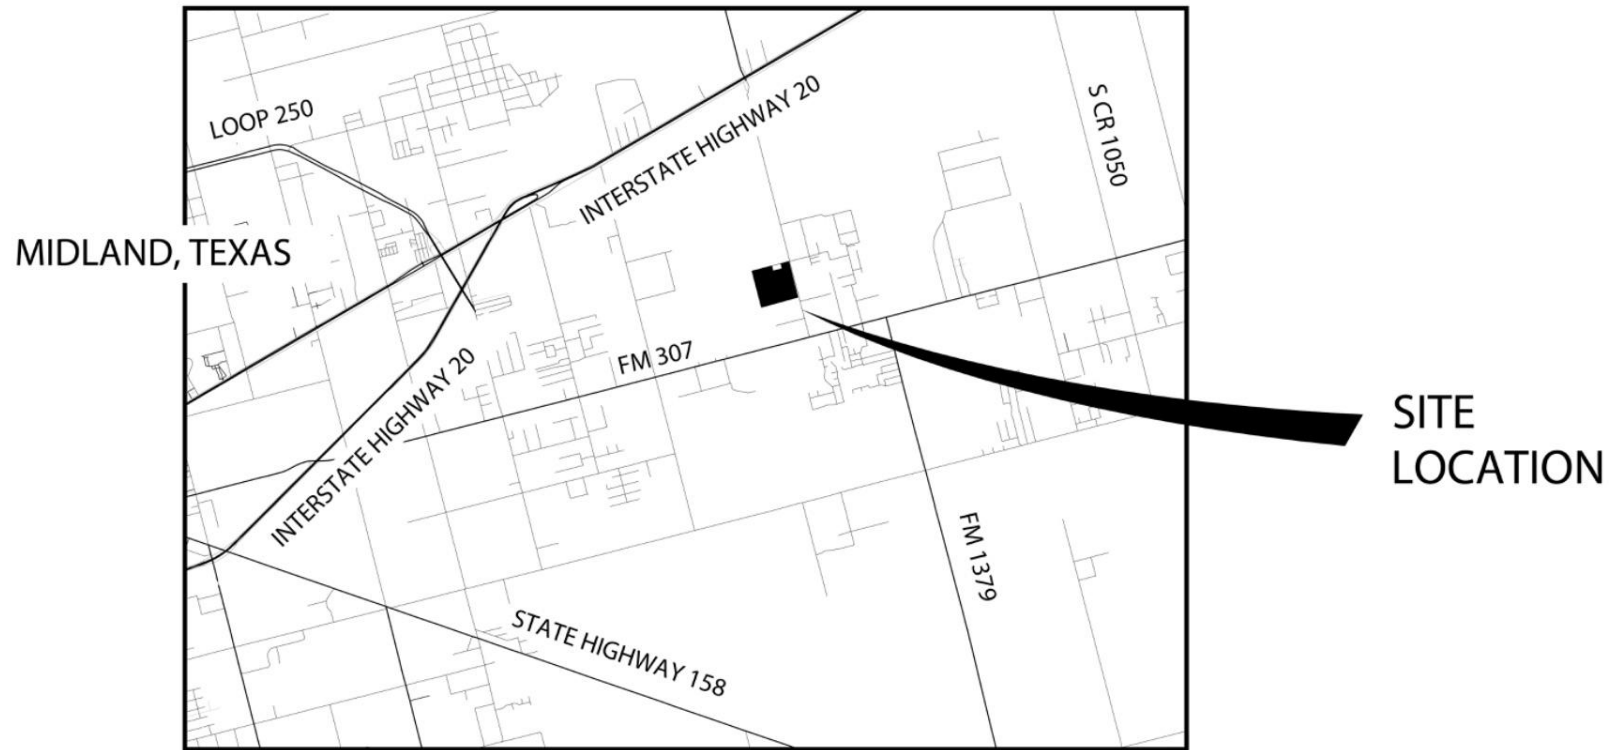 LOOP 250
INTERSTATE HIGHWAY 20
S CR 1050
MIDLAND, TEXAS
FM 307
INTERSTATE HIGHWAY 20
SITE
LOCATION
FM 1379
STATE HIGHWAY 158